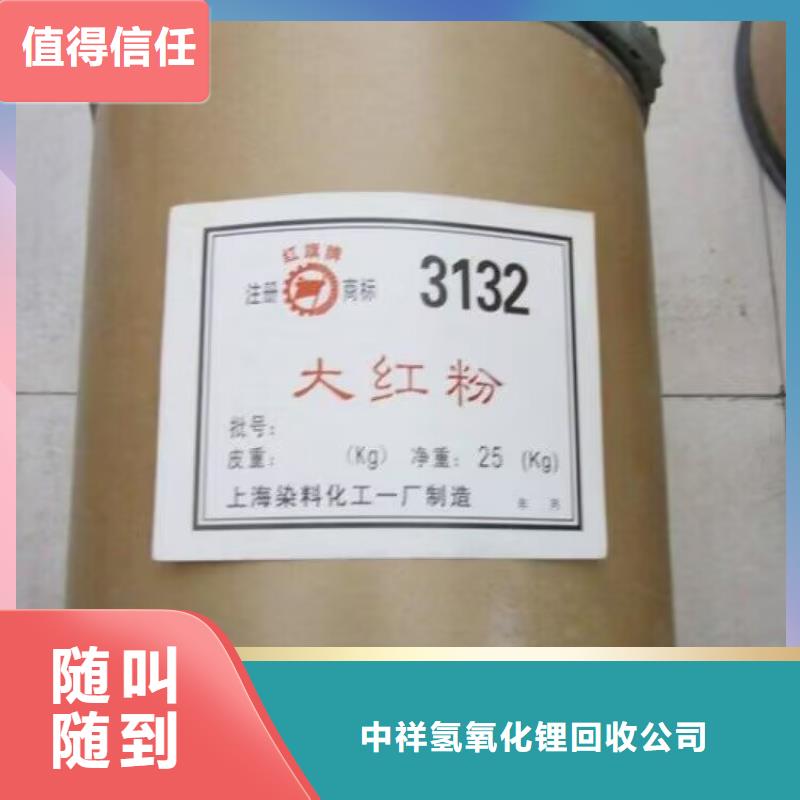 值得信任
红旗牌
注册 商标 3132
大红粉
批号:
皮重: (Kg) 净重: 25 (Kg)
上海染料化工一厂制造 年 月
随叫
随到
中祥氢氧化锂回收公司